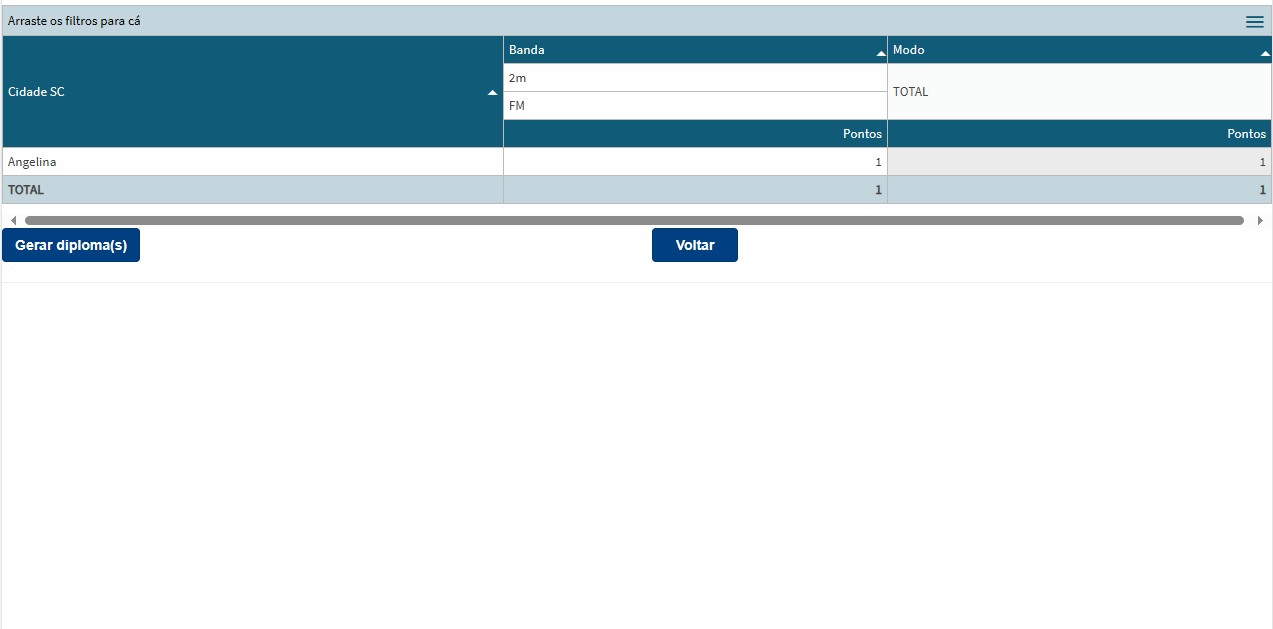 Arraste os filtros para cá
Banda Modo
Cidade SC
2m
TOTAL
FM
Pontos Pontos
Angelina 1 1
TOTAL 1 1
Gerar diploma(s) Voltar